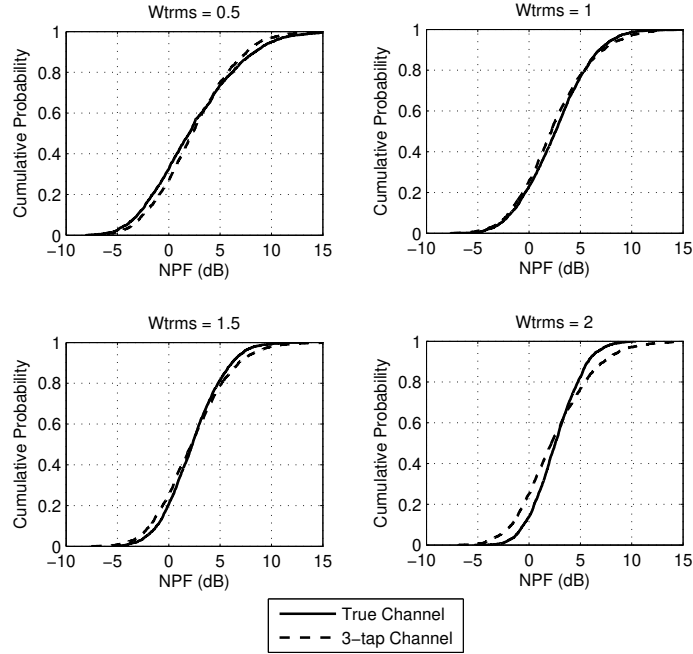 Wtrms = 0.5
1
0.8
0.6
0.4
0.2
0
Cumulative Probability
−10 −5 0 5 10 15
NPF (dB)
Wtrms = 1
1
0.8
0.6
0.4
0.2
0
Cumulative Probability
−10 −5 0 5 10 15
NPF (dB)
Wtrms = 1.5
1
0.8
0.6
0.4
0.2
0
Cumulative Probability
−10 −5 0 5 10 15
NPF (dB)
Wtrms = 2
1
0.8
0.6
0.4
0.2
0
Cumulative Probability
−10 −5 0 5 10 15
NPF (dB)
True Channel
3−tap Channel